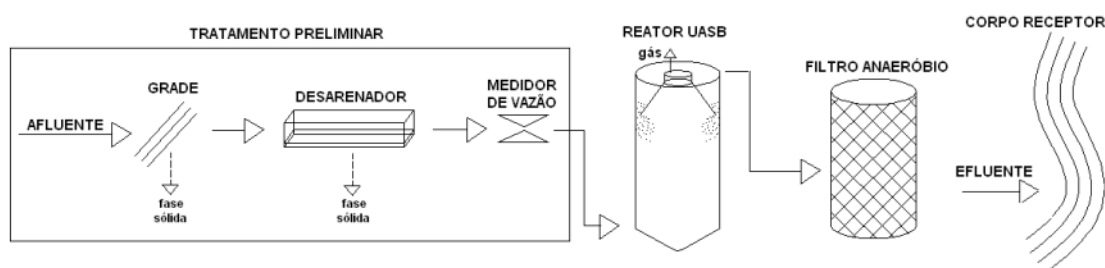 TRATAMENTO PRELIMINAR
AFLUENTE
GRADE
fase
sólida
DESARENADOR
fase
sólida
MEDIDOR
DE VAZÃO
REATOR UASB
gás
FILTRO ANAERÓBIO
EFLUENTE
CORPO RECEPTOR